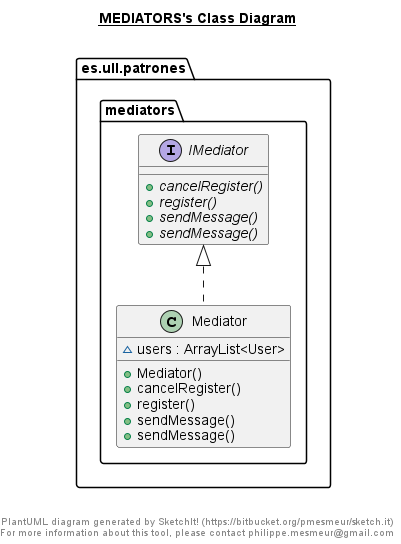 MEDIATORS's Class Diagram
es.ull.patrones
mediators
I IMediator
cancelRegister()
register()
sendMessage()
sendMessage()
C Mediator
users : ArrayList<User>
Mediator()
cancelRegister()
register()
sendMessage()
sendMessage()
PlantUML diagram generated by SketchIt! (https://bitbucket.org/pmesmeur/sketch.it)
For more information about this tool, please contact philippe.mesmeur@gmail.com